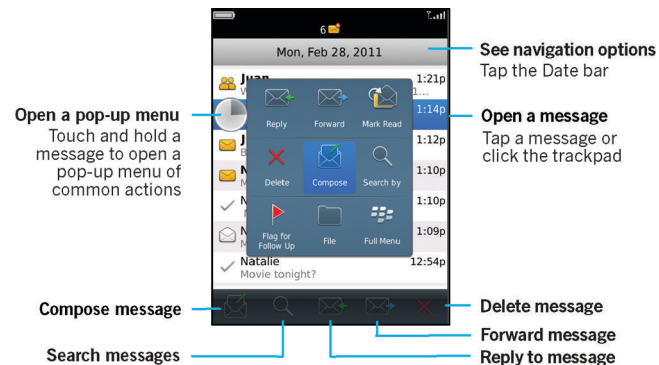 6
Mon, Feb 28, 2011
See navigation options
Tap the Date bar
Juan
1:21p
W
1...
Open a pop-up menu
Touch and hold a
message to open a
pop-up menu of
common actions
1:14p
Open a message
Tap a message or
click the trackpad
Reply
Forward
Mark Read
J
1:12p
B
N
1:10p
M
Delete
Compose
Search by
N
1:10p
N
1:09p
M
Flag for
Follow Up
File
Full Menu
Natalie
12:54p
Movie tonight?
Compose message
Delete message
Forward message
Search messages
Reply to message